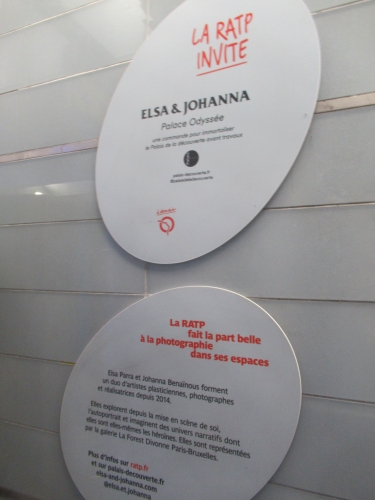 LA RATP
INVITE
ELSA & JOHANNA
Palace Odyssée
une commande pour immortaliser
le Palais de la découverte avant travaux
La RATP
fait la part belle
à la photographie
dans ses espaces
Elsa Parra et Johanna Benaïnous forment
un duo d'artistes plasticiennes, photographes
et réalisatrices depuis 2014.
Elles explorent depuis la mise en scène de soi,
l'autoportrait et imaginent des univers narratifs dont
elles sont elles-mêmes les héroïnes. Elles sont représentées
par la galerie La Forest Divonne Paris-Bruxelles.
Plus d'infos sur ratp.fr
et sur palais-decouverte.fr
elsa-and-johanna.com
@elsa.et.johanna